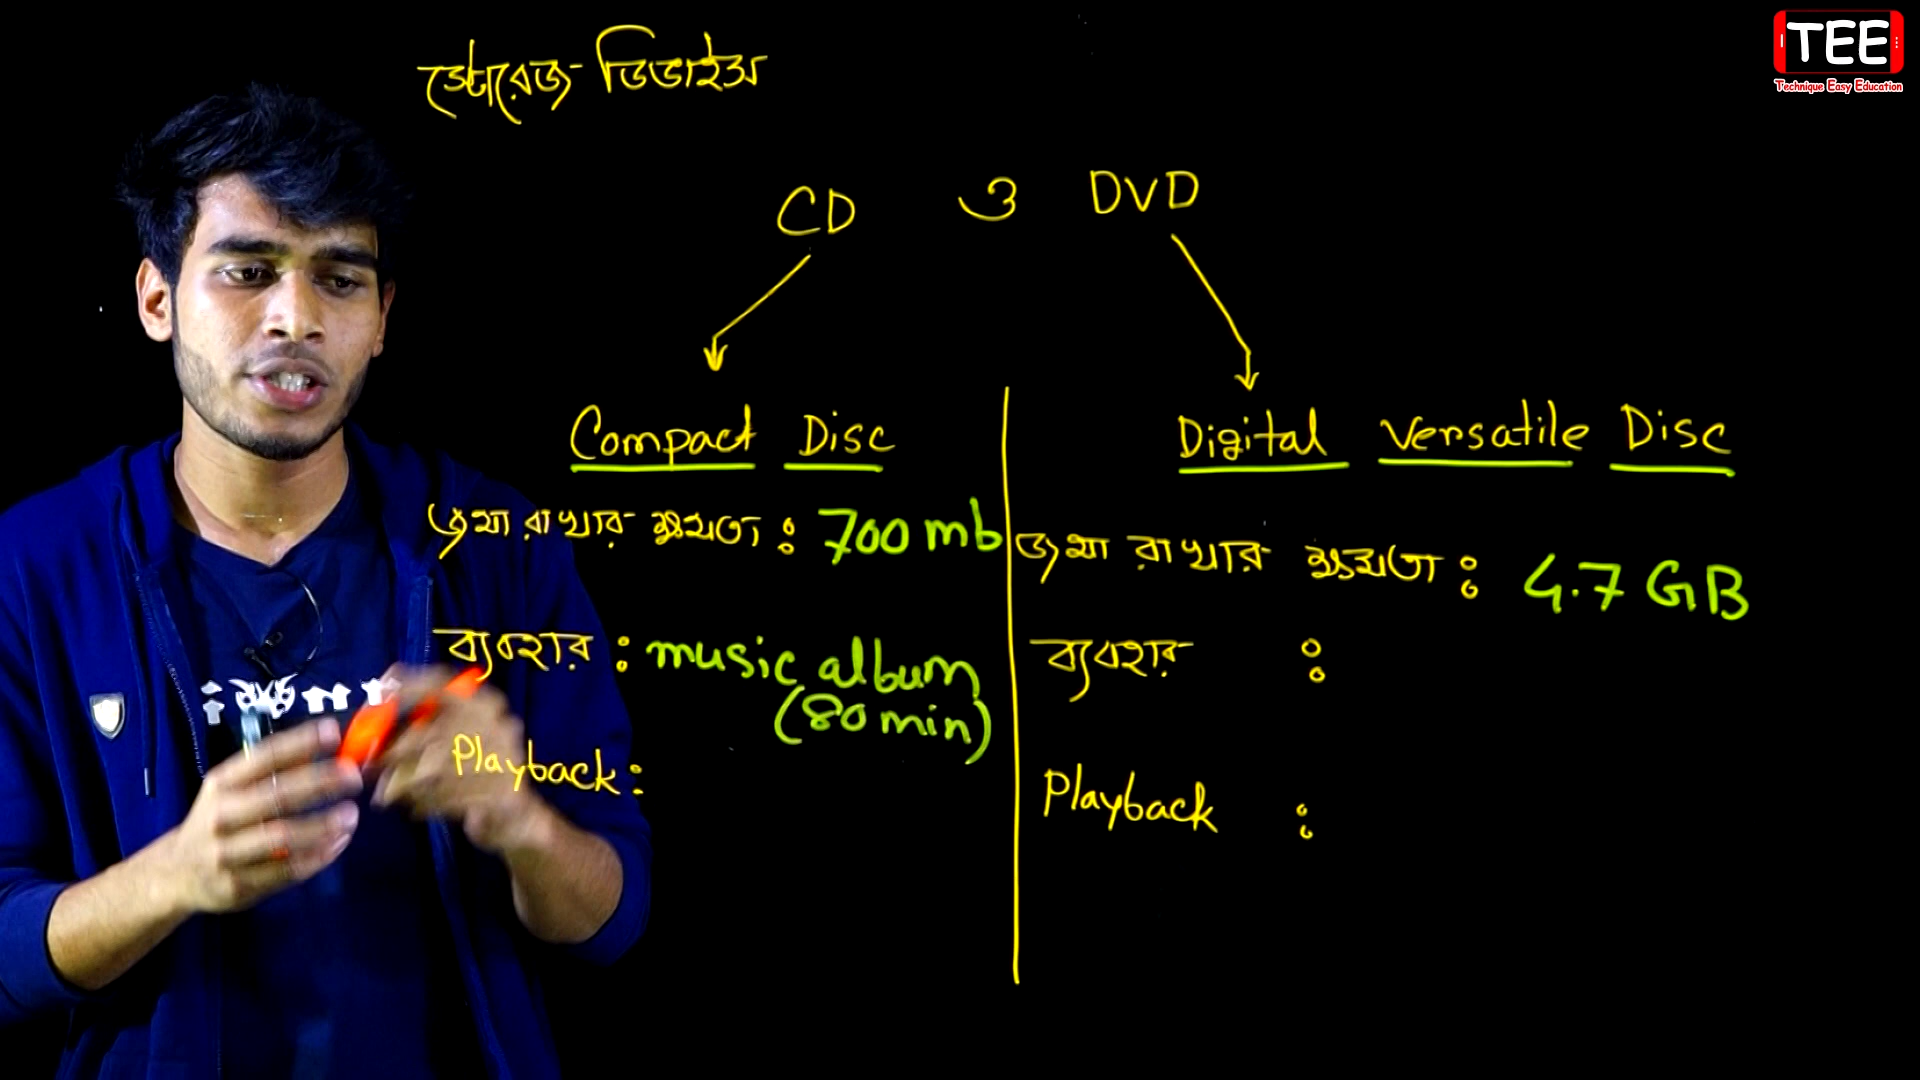 TEE
Technique Easy Education
স্টোরেজ ডিভাইস
CD ও DVD
Compact Disc
Digital Versatile Disc
জমা রাখার ক্ষমতা : 700 mb
জমা রাখার ক্ষমতা : 4.7 GB
ব্যবহার : music album
(80 min)
ব্যবহার :
Playback :
Playback :